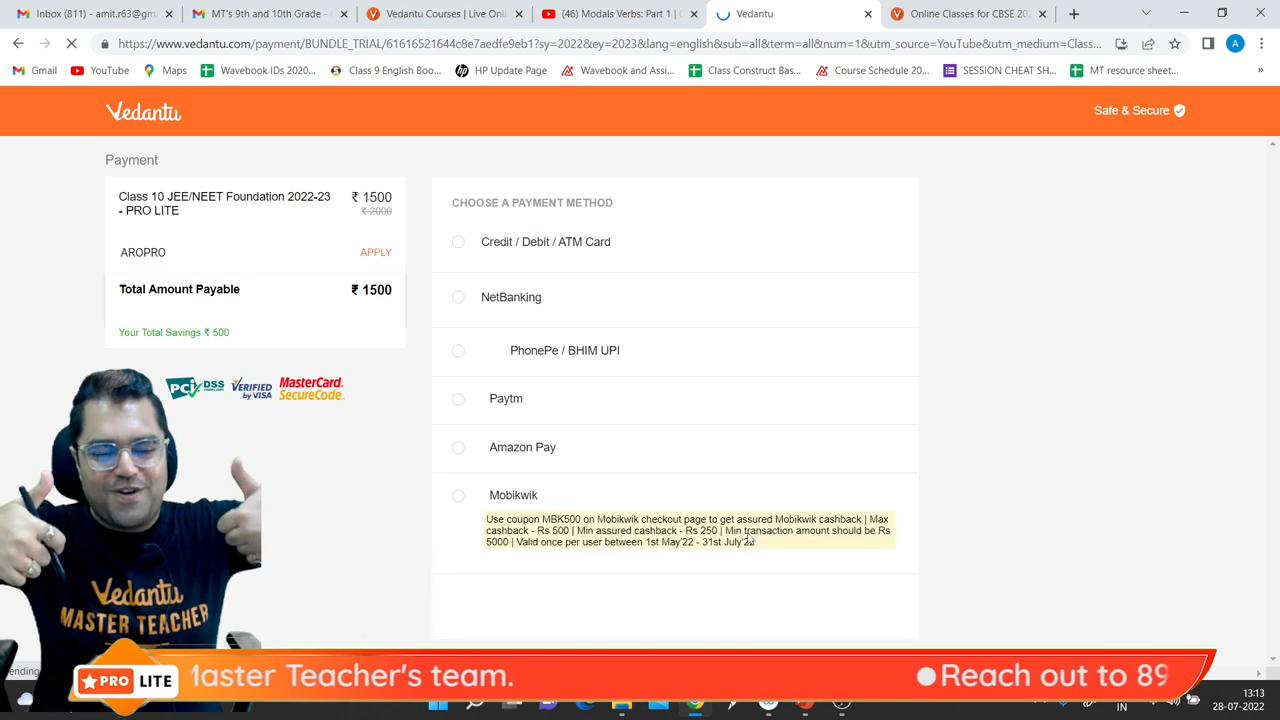 Inbox (811) - amit.r63@gm
MT's 9th and 10th Grade -
Vedantu Courses | Live Onli
(46) Modals Verbs: Part 1 |
Vedantu
Online Classes for CBSE 202
https://www.vedantu.com/payment/BUNDLE_TRIAL/61616521644c8e7aedfe9eb1?sy=2022&ey=2023&lang=english&sub=all&term=all&num=1&utm_source=YouTube&utm_medium=Class...
A
Gmail
YouTube
Maps
Wavebook IDs 2020...
Class 9 English Boo...
HP Update Page
Wavebook and Assi...
Class Construct Bas...
Course Schedule 20...
SESSION CHEAT SH...
MT resource sheet...
»
Vedantu
Safe & Secure
Payment
Class 10 JEE/NEET Foundation 2022-23 ₹ 1500
- PRO LITE ₹ 2000
AROPRO APPLY
Total Amount Payable ₹ 1500
Your Total Savings ₹ 500
PCI DSS COMPLIANT
VERIFIED by VISA
MasterCard.
SecureCode.
CHOOSE A PAYMENT METHOD
Credit / Debit / ATM Card
NetBanking
PhonePe / BHIM UPI
Paytm
Amazon Pay
Mobikwik
Use coupon MBK500 on Mobikwik checkout page to get assured Mobikwik cashback | Max
cashback - Rs 500 | Min assured cashback - Rs 250 | Min transaction amount should be Rs
5000 | Valid once per user between 1st May'22 - 31st July'22
Vedantu
MASTER TEACHER
PRO LITE
Master Teacher's team.
Reach out to 89
IN
13:13
28-07-2022